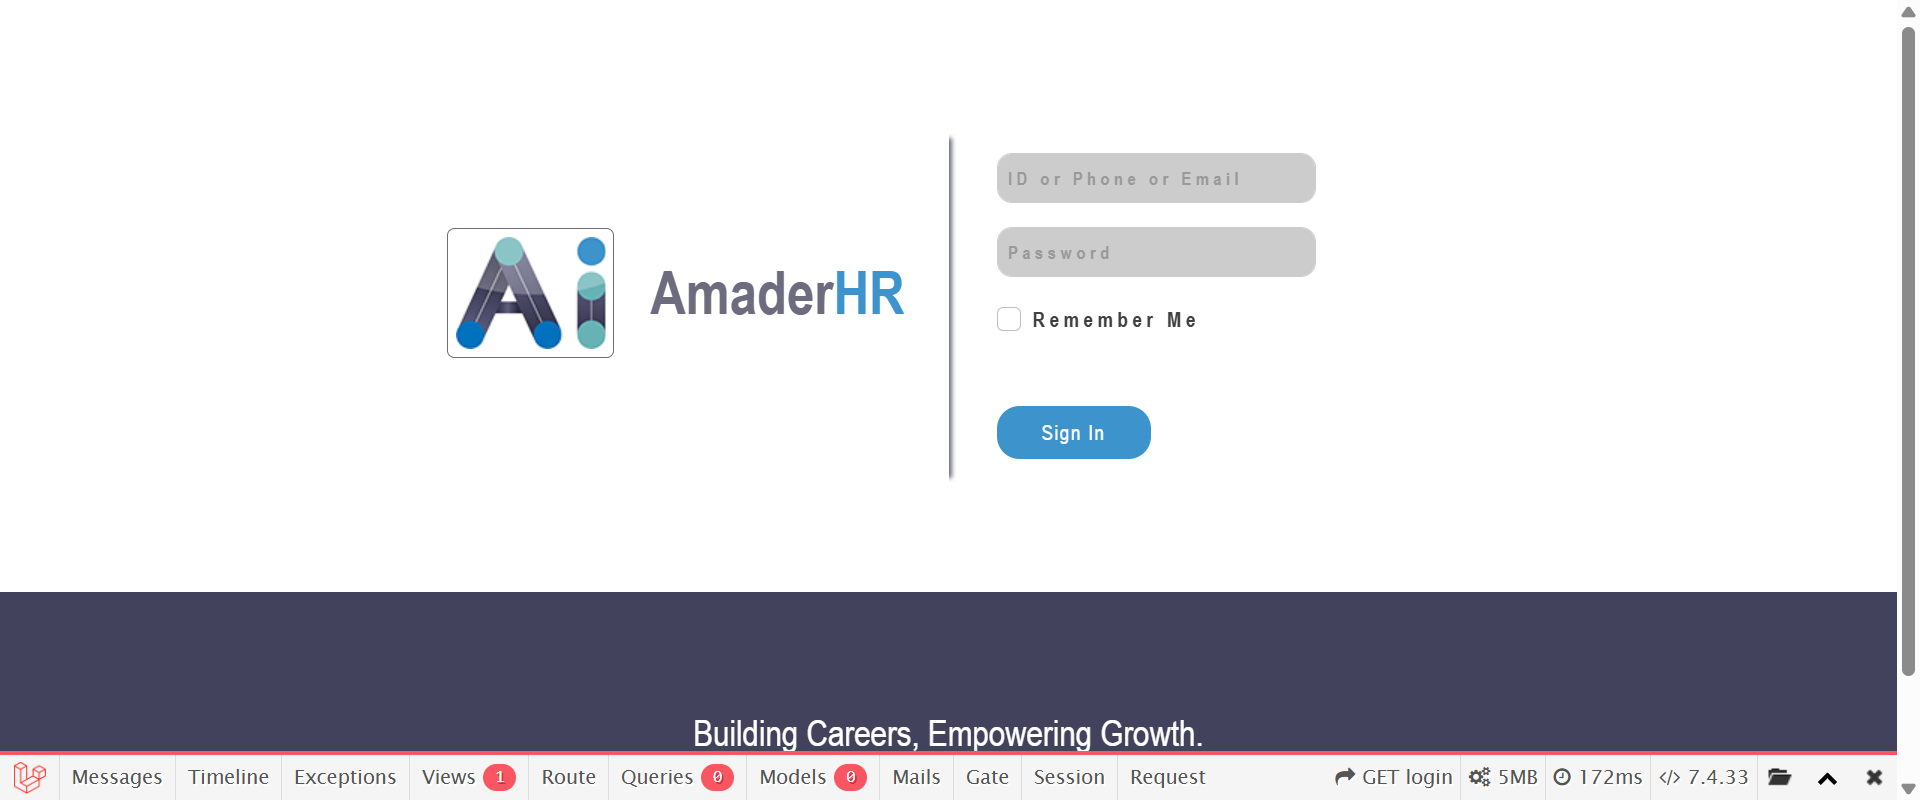 Ai
AmaderHR
ID or Phone or Email
Password
Remember Me
Sign In
Building Careers, Empowering Growth.
Messages Timeline Exceptions Views 1 Route Queries 0 Models 0 Mails Gate Session Request GET login 5MB 172ms </> 7.4.33